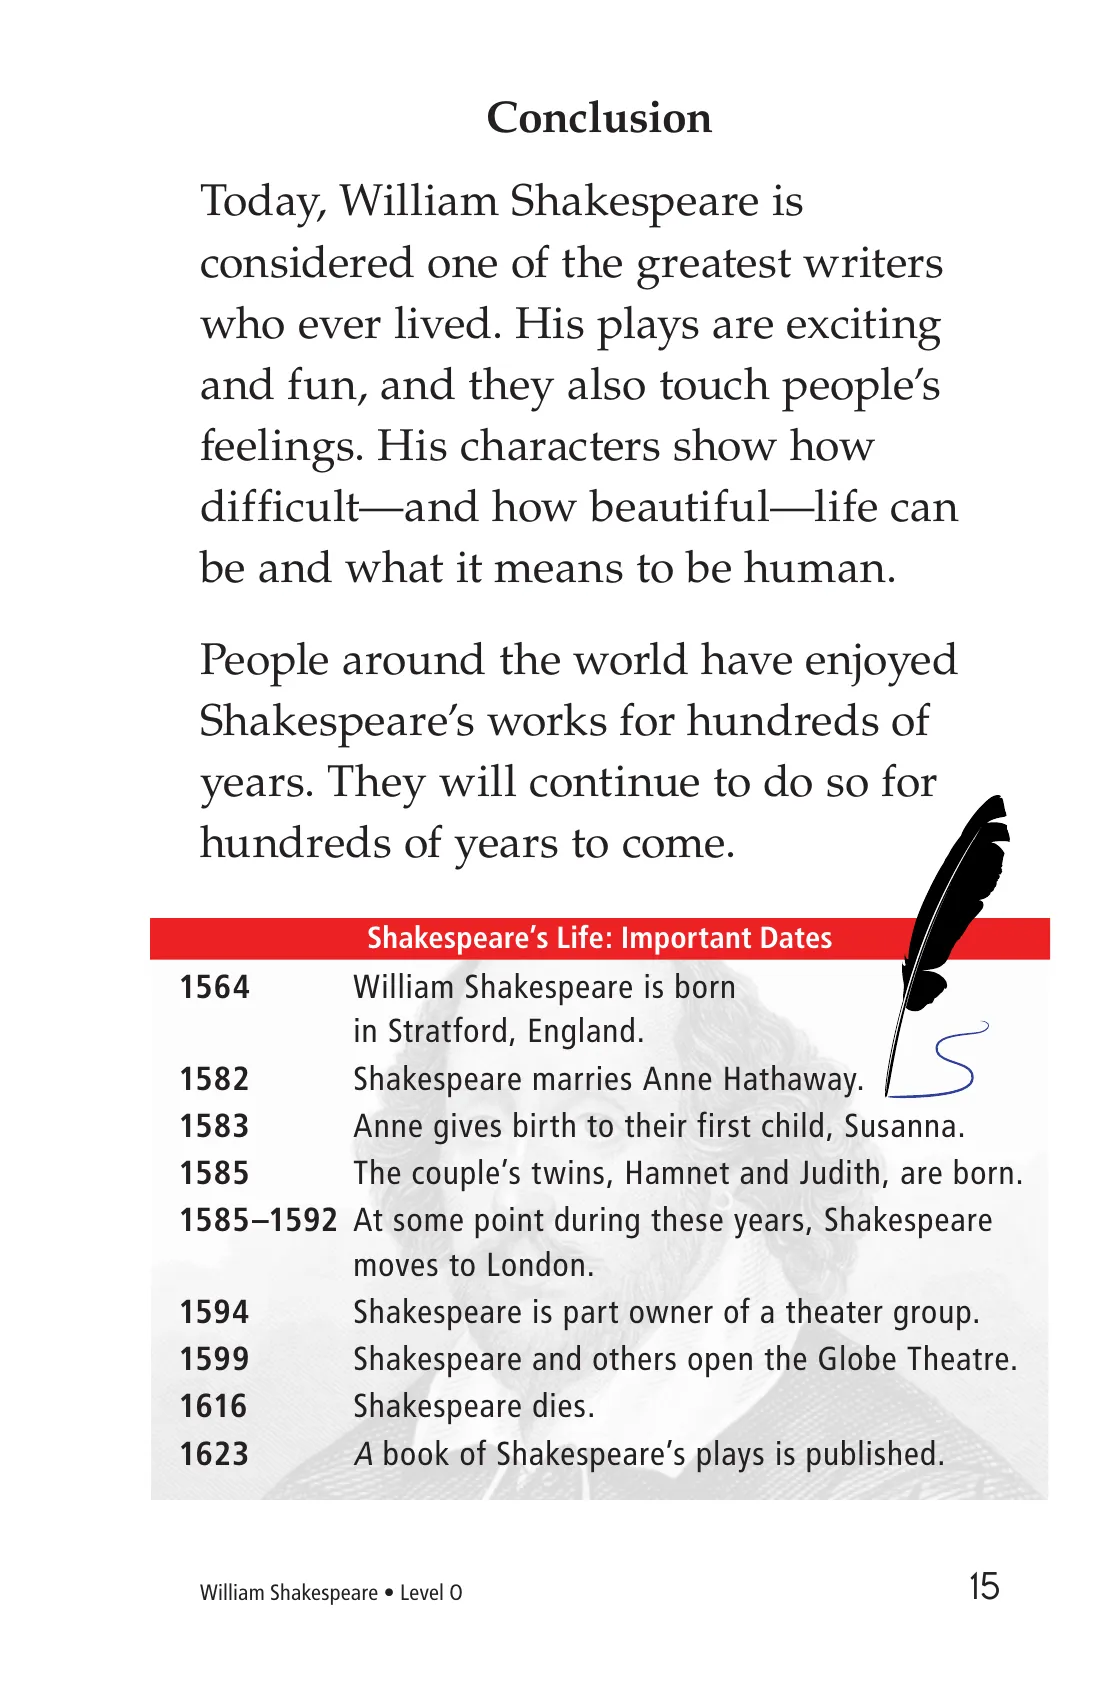 Conclusion
Today, William Shakespeare is
considered one of the greatest writers
who ever lived. His plays are exciting
and fun, and they also touch people’s
feelings. His characters show how
difficult—and how beautiful—life can
be and what it means to be human.
People around the world have enjoyed
Shakespeare’s works for hundreds of
years. They will continue to do so for
hundreds of years to come.
Shakespeare’s Life: Important Dates
1564 William Shakespeare is born
in Stratford, England.
1582 Shakespeare marries Anne Hathaway.
1583 Anne gives birth to their first child, Susanna.
1585 The couple’s twins, Hamnet and Judith, are born.
1585–1592 At some point during these years, Shakespeare
moves to London.
1594 Shakespeare is part owner of a theater group.
1599 Shakespeare and others open the Globe Theatre.
1616 Shakespeare dies.
1623 A book of Shakespeare’s plays is published.
William Shakespeare • Level O 15